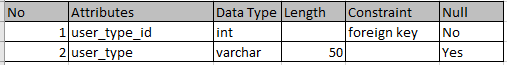 No Attributes Data Type Length Constraint Null
1 user_type_id int foreign key No
2 user_type varchar 50 Yes